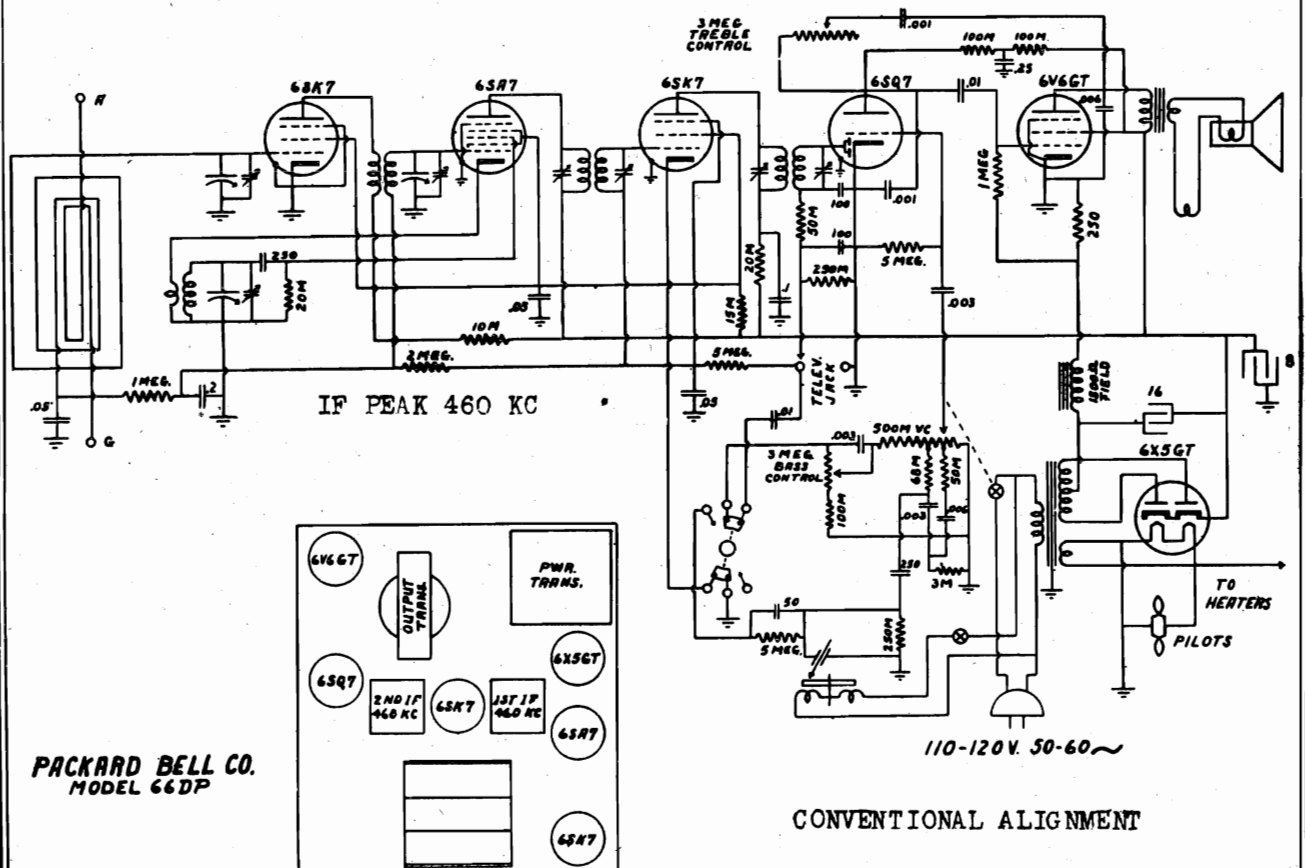 3 MEG
TREBLE
CONTROL
.001
100M
100M
.25
6SK7
6SA7
6SK7
6SQ7
.01
6V6GT
.006
A
1 MEG
100
.001
250
50M
100
5 MEG.
250M
.003
250
20M
.05
20M
.1
15M
10M
2 MEG.
5 MEG.
TELEV.
JACK
8
1 MEG.
.2
.05
G
IF PEAK 460 KC
.05
.01
1500Ω
FIELD
16
6X5GT
.003
500M VC
3 MEG.
BASS
CONTROL
68M
50M
100M
.003
.006
250
3M
50
5 MEG.
250M
TO
HEATERS
PILOTS
110-120V. 50-60~
6V6GT
OUTPUT
TRANS.
PWR.
TRANS.
6X5GT
6SQ7
2ND IF
460 KC
6SK7
1ST IF
460 KC
6SA7
6SK7
PACKARD BELL CO.
MODEL 66DP
CONVENTIONAL ALIGNMENT